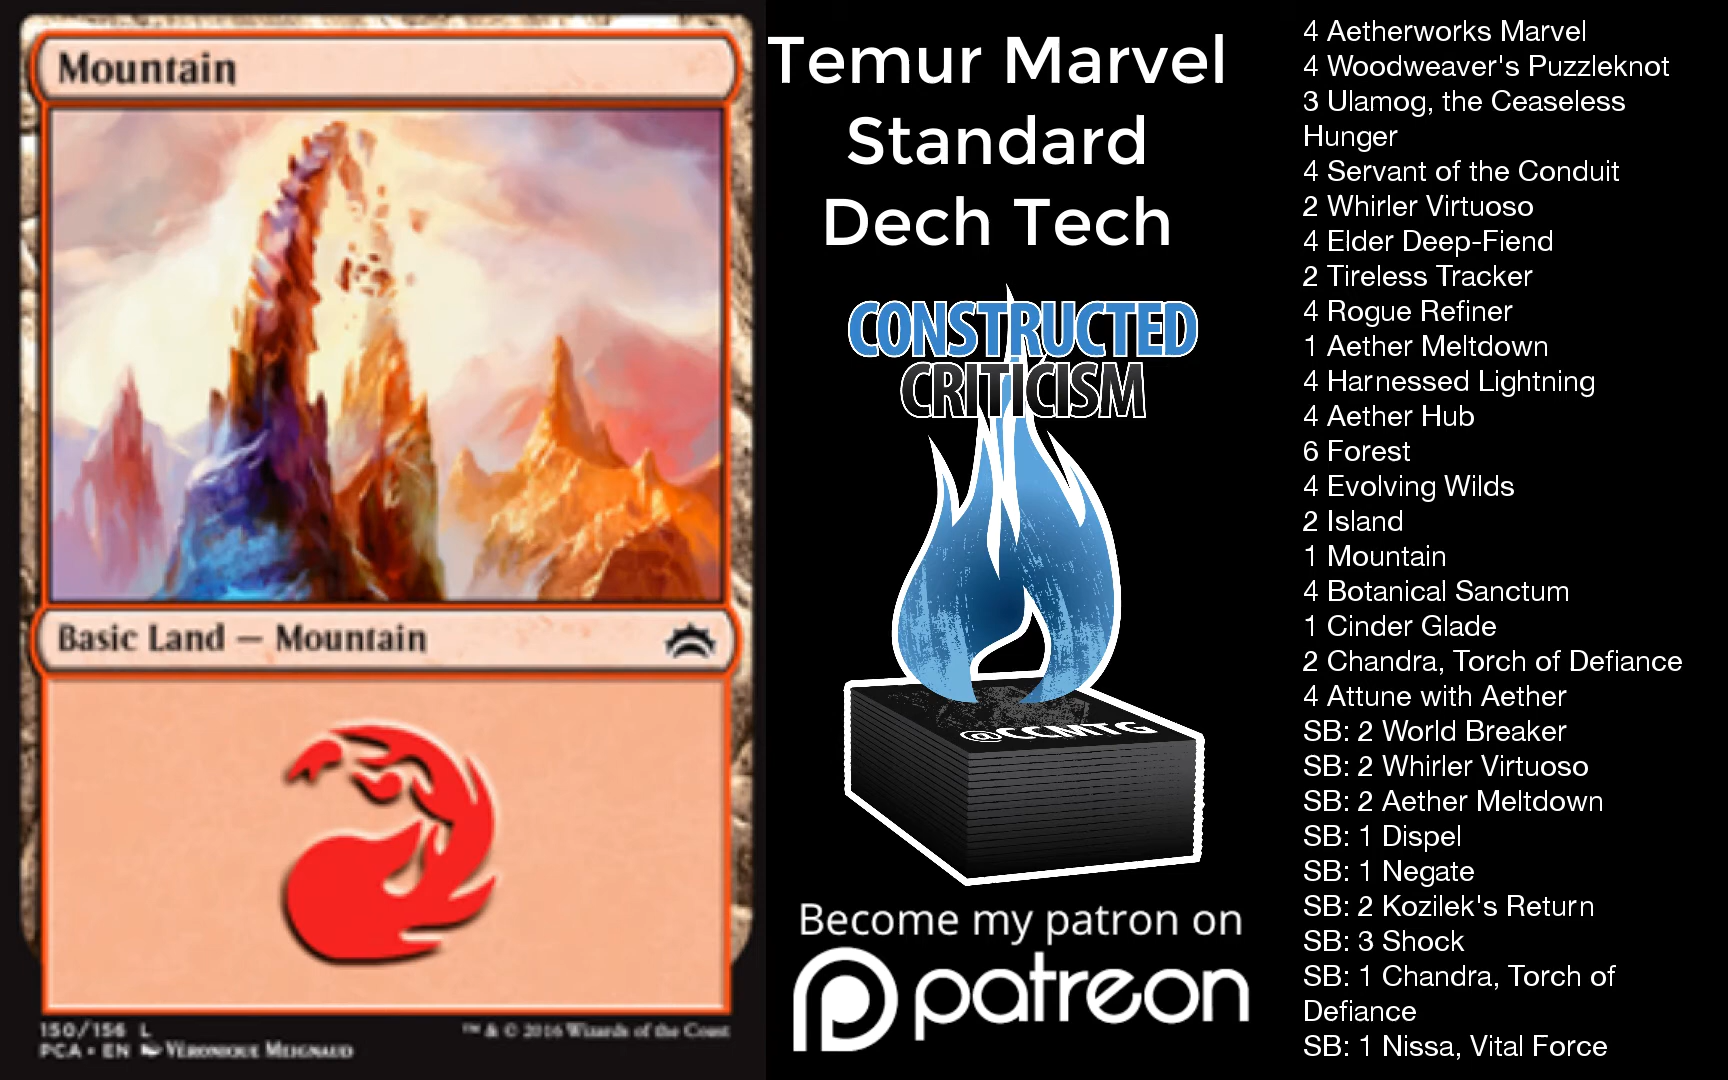 Mountain
Basic Land — Mountain
150/156 L
PCA • EN Véronique Meignaud
™ & © 2016 Wizards of the Coast
Temur Marvel
Standard
Dech Tech
CONSTRUCTED
CRITICISM
@CCMTG
Become my patron on
patreon
4 Aetherworks Marvel
4 Woodweaver's Puzzleknot
3 Ulamog, the Ceaseless
Hunger
4 Servant of the Conduit
2 Whirler Virtuoso
4 Elder Deep-Fiend
2 Tireless Tracker
4 Rogue Refiner
1 Aether Meltdown
4 Harnessed Lightning
4 Aether Hub
6 Forest
4 Evolving Wilds
2 Island
1 Mountain
4 Botanical Sanctum
1 Cinder Glade
2 Chandra, Torch of Defiance
4 Attune with Aether
SB: 2 World Breaker
SB: 2 Whirler Virtuoso
SB: 2 Aether Meltdown
SB: 1 Dispel
SB: 1 Negate
SB: 2 Kozilek's Return
SB: 3 Shock
SB: 1 Chandra, Torch of
Defiance
SB: 1 Nissa, Vital Force